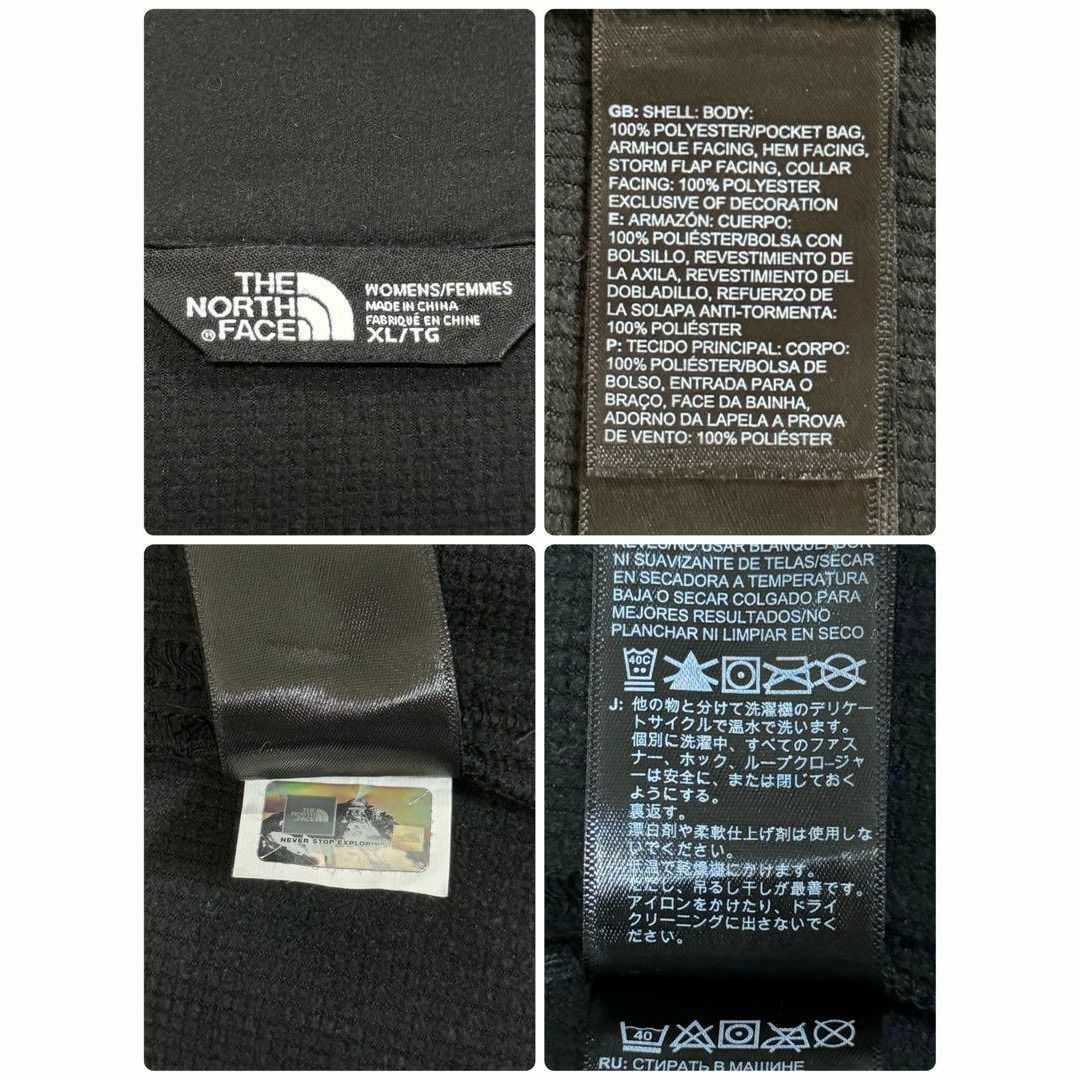 THE
NORTH
FACE
WOMENS/FEMMES
MADE IN CHINA
FABRIQUÉ EN CHINE
XL/TG
GB: SHELL: BODY:
100% POLYESTER/POCKET BAG,
ARMHOLE FACING, HEM FACING,
STORM FLAP FACING, COLLAR
FACING: 100% POLYESTER
EXCLUSIVE OF DECORATION
E: ARMAZÓN: CUERPO:
100% POLIÉSTER/BOLSA CON
BOLSILLO, REVESTIMIENTO DE
LA AXILA, REVESTIMIENTO DEL
DOBLADILLO, REFUERZO DE
LA SOLAPA ANTI-TORMENTA:
100% POLIÉSTER
P: TECIDO PRINCIPAL: CORPO:
100% POLIÉSTER/BOLSA DE
BOLSO, ENTRADA PARA O
BRAÇO, FACE DA BAINHA,
ADORNO DA LAPELA A PROVA
DE VENTO: 100% POLIÉSTER
THE
NORTH
FACE
NEVER STOP EXPLORING
USAR BLANQUEADOR
NI SUAVIZANTE DE TELAS/SECAR
EN SECADORA A TEMPERATURA
BAJA O SECAR COLGADO PARA
MEJORES RESULTADOS/NO
PLANCHAR NI LIMPIAR EN SECO
40C
J: 他の物と分けて洗濯機のデリケー
トサイクルで温水で洗います。
個別に洗濯中、すべてのファス
ナー、ホック、ループクロージャ
ーは安全に、または閉じておく
ようにする。
裏返す。
漂白剤や柔軟仕上げ剤は使用しな
いでください。
低温で乾燥機にかけます。
ただし、吊るし干しが最善です。
アイロンをかけたり、ドライ
クリーニングに出さないでく
ださい。
40
RU: СТИРАТЬ В МАШИНЕ